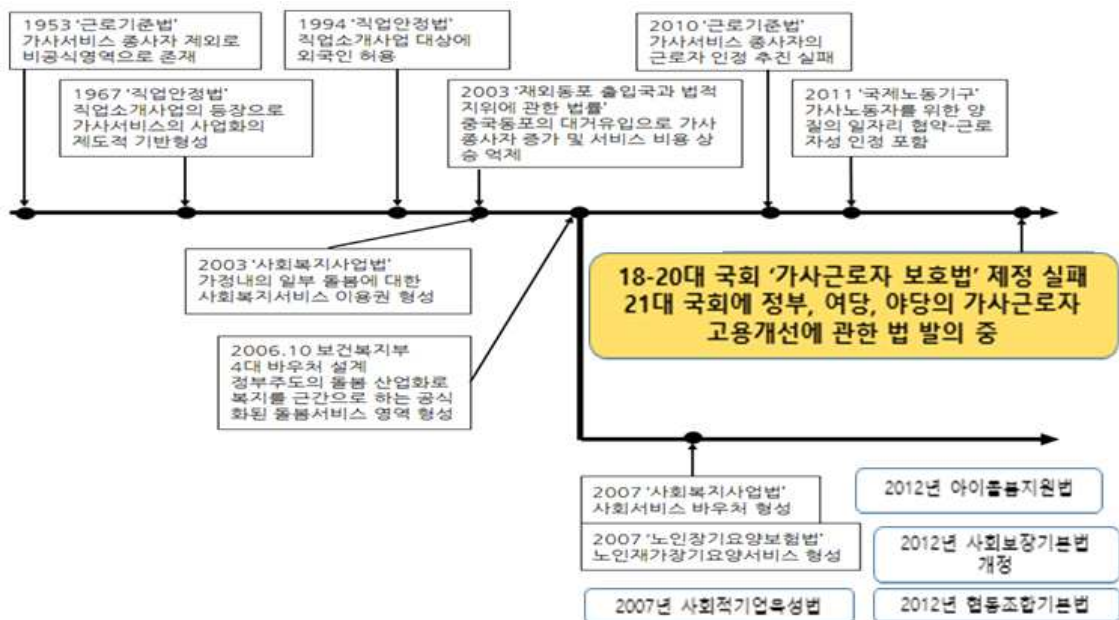 1953 '근로기준법'
가사서비스 종사자 제외로
비공식영역으로 존재
1994 '직업안정법'
직업소개사업 대상에
외국인 허용
2010 '근로기준법'
가사서비스 종사자의
근로자 인정 추진 실패
1967 '직업안정법'
직업소개사업의 등장으로
가사서비스의 사업화의
제도적 기반형성
2003 '재외동포 출입국과 법적
지위에 관한 법률'
중국동포의 대거유입으로 가사
종사자 증가 및 서비스 비용 상
승 억제
2011 '국제노동기구'
가사노동자를 위한 양
질의 일자리 협약-근로
자성 인정 포함
2003 '사회복지사업법'
가정내의 일부 돌봄에 대한
사회복지서비스 이용권 형성
18-20대 국회 '가사근로자 보호법' 제정 실패
21대 국회에 정부, 여당, 야당의 가사근로자
고용개선에 관한 법 발의 중
2006.10 보건복지부
4대 바우처 설계
정부주도의 돌봄 산업화로
복지를 근간으로 하는 공식
화된 돌봄서비스 영역 형성
2007 '사회복지사업법'
사회서비스 바우처 형성
2007 '노인장기요양보험법'
노인재가장기요양서비스 형성
2012년 아이돌봄지원법
2012년 사회보장기본법
개정
2007년 사회적기업육성법
2012년 협동조합기본법